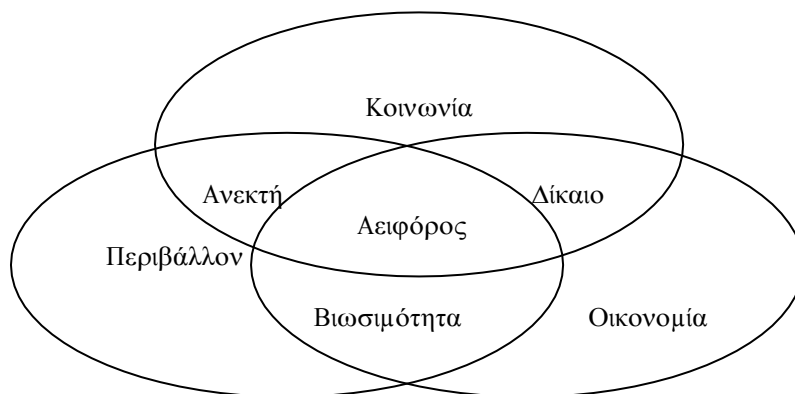 Κοινωνία
Ανεκτή
Δίκαιο
Αειφόρος
Περιβάλλον
Βιωσιμότητα
Οικονομία